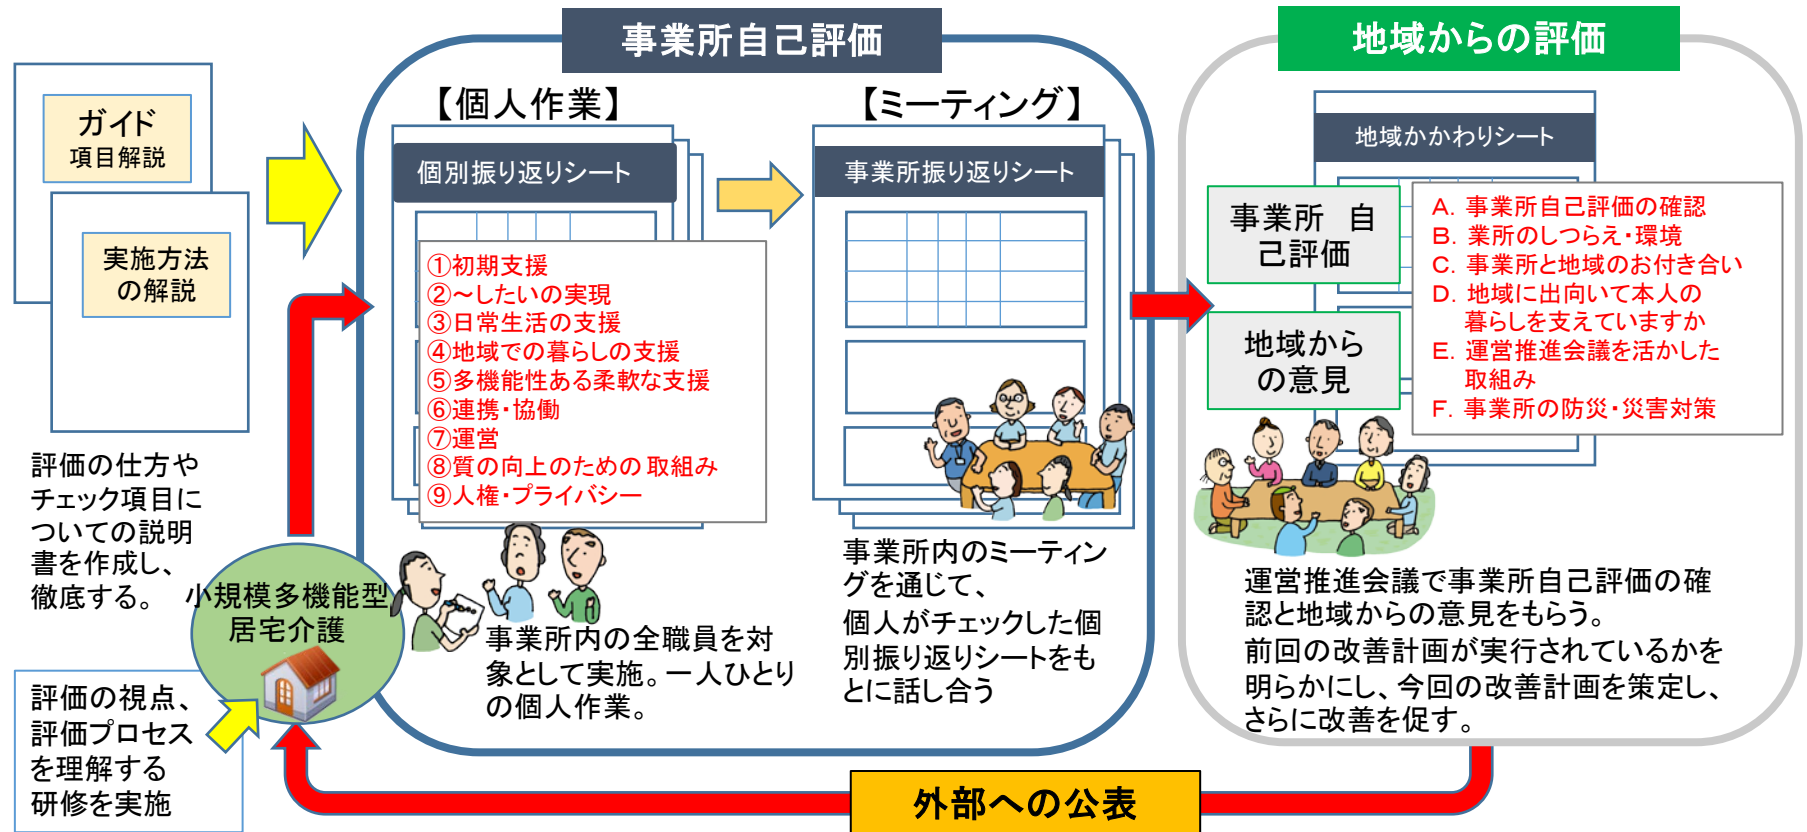 事業所自己評価
地域からの評価
ガイド
項目解説
実施方法
の解説
評価の仕方や
チェック項目に
ついての説明
書を作成し、
徹底する。
小規模多機能型
居宅介護
評価の視点、
評価プロセス
を理解する
研修を実施
【個人作業】
個別振り返りシート
①初期支援
②～したいの実現
③日常生活の支援
④地域での暮らしの支援
⑤多機能性ある柔軟な支援
⑥連携・協働
⑦運営
⑧質の向上のための 取組み
⑨人権・プライバシー
事業所内の全職員を対
象として実施。一人ひとり
の個人作業。
【ミーティング】
事業所振り返りシート
事業所内のミーティン
グを通じて、
個人がチェックした個
別振り返りシートをも
とに話し合う
地域かかわりシート
事業所 自
己評価
地域から
の意見
A. 事業所自己評価の確認
B. 業所のしつらえ・環境
C. 事業所と地域のお付き合い
D. 地域に出向いて本人の
暮らしを支えていますか
E. 運営推進会議を活かした
取組み
F. 事業所の防災・災害対策
運営推進会議で事業所自己評価の確
認と地域からの意見をもらう。
前回の改善計画が実行されているかを
明らかにし、今回の改善計画を策定し、
さらに改善を促す。
外部への公表